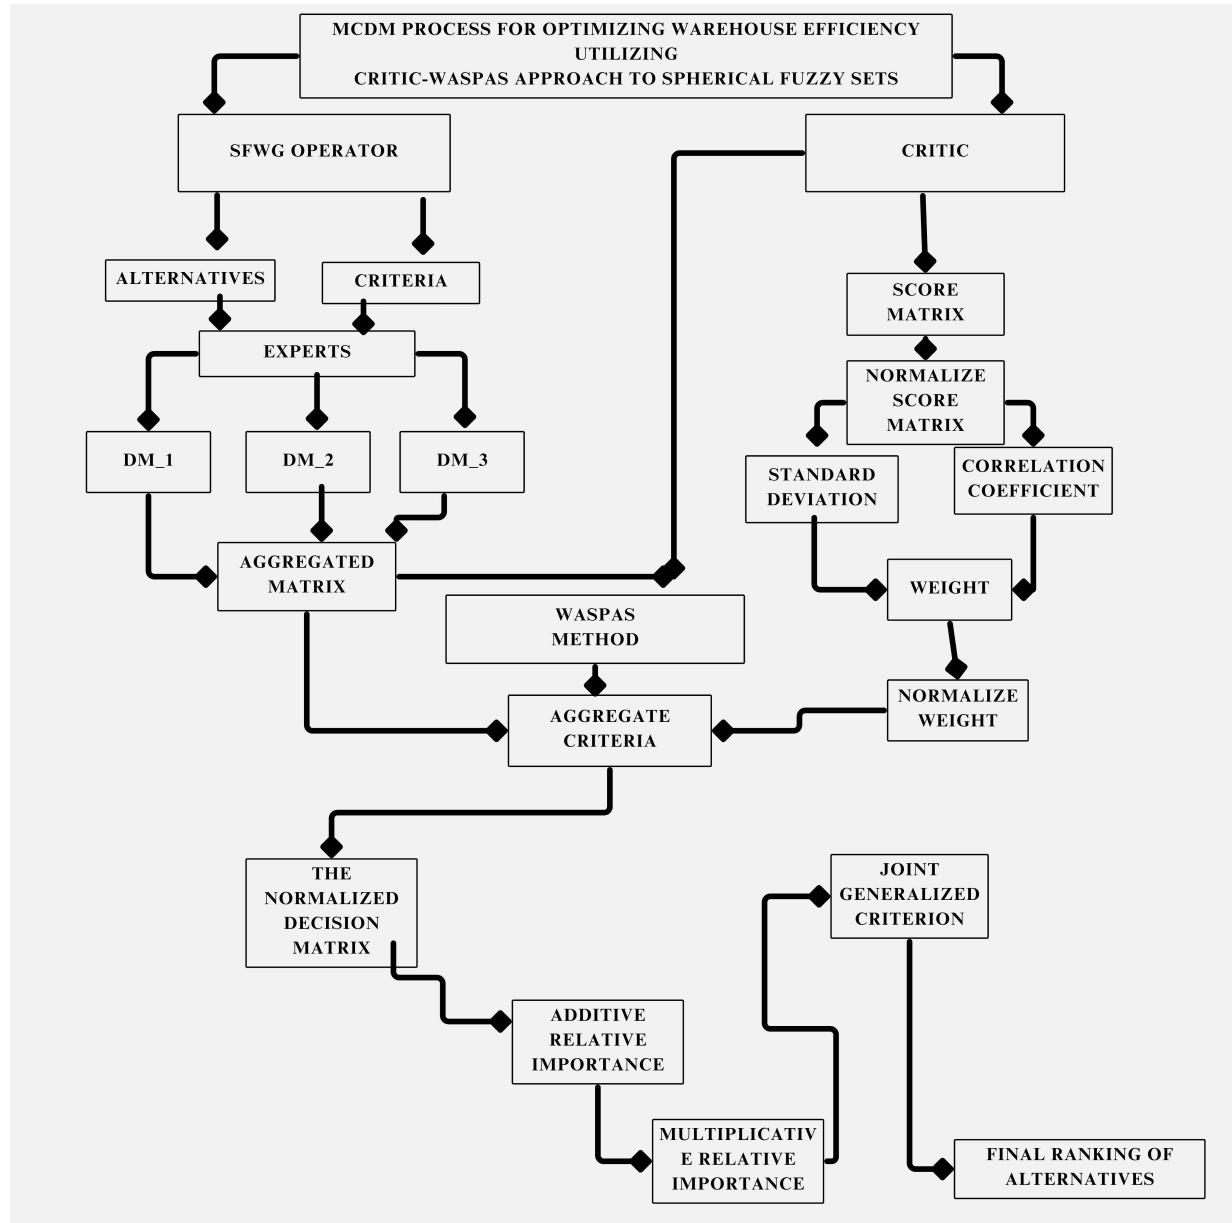 MCDM PROCESS FOR OPTIMIZING WAREHOUSE EFFICIENCY
UTILIZING
CRITIC-WASPAS APPROACH TO SPHERICAL FUZZY SETS
SFWG OPERATOR
CRITIC
ALTERNATIVES
CRITERIA
SCORE
MATRIX
EXPERTS
NORMALIZE
SCORE
MATRIX
DM_1
DM_2
DM_3
STANDARD
DEVIATION
CORRELATION
COEFFICIENT
AGGREGATED
MATRIX
WEIGHT
WASPAS
METHOD
NORMALIZE
WEIGHT
AGGREGATE
CRITERIA
THE
NORMALIZED
DECISION
MATRIX
JOINT
GENERALIZED
CRITERION
ADDITIVE
RELATIVE
IMPORTANCE
MULTIPLICATIV
E RELATIVE
IMPORTANCE
FINAL RANKING OF
ALTERNATIVES